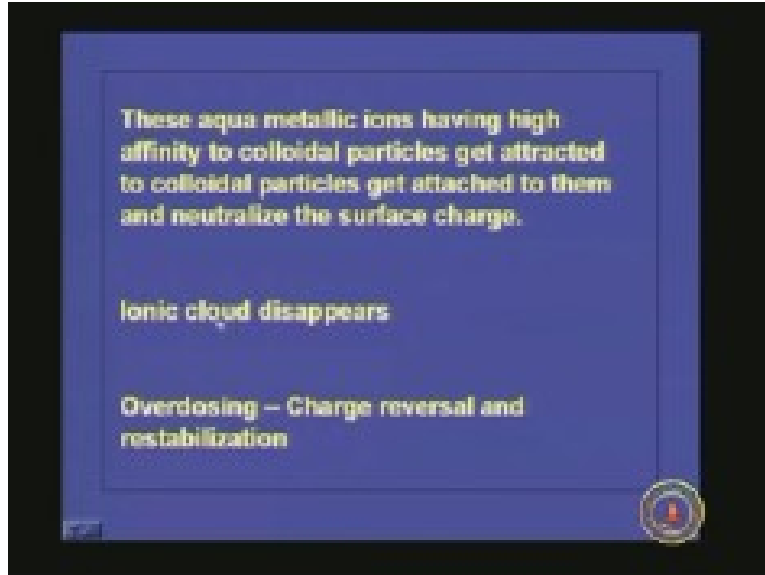 These aqua metallic ions having high
affinity to colloidal particles get attracted
to colloidal particles get attached to them
and neutralize the surface charge.
Ionic cloud disappears
Overdosing – Charge reversal and
restabilization